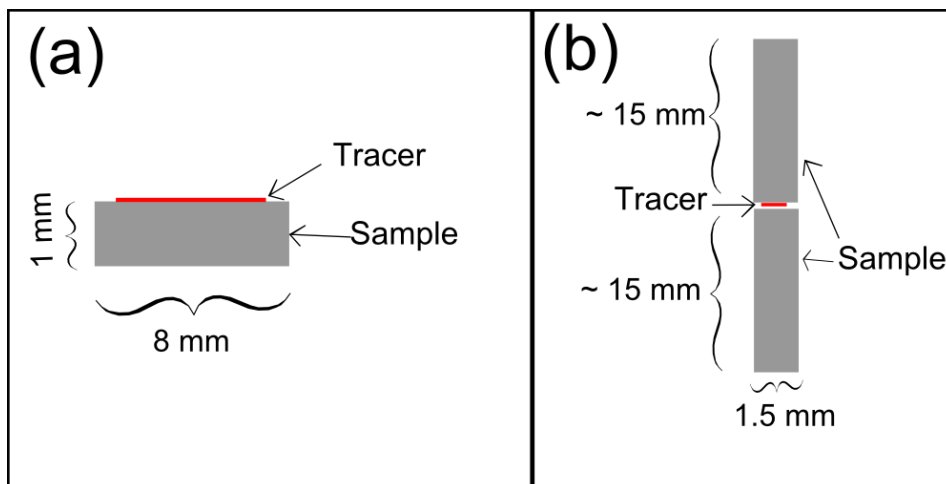 (a)
Tracer
1 mm
Sample
8 mm
(b)
~ 15 mm
Tracer
Sample
~ 15 mm
1.5 mm